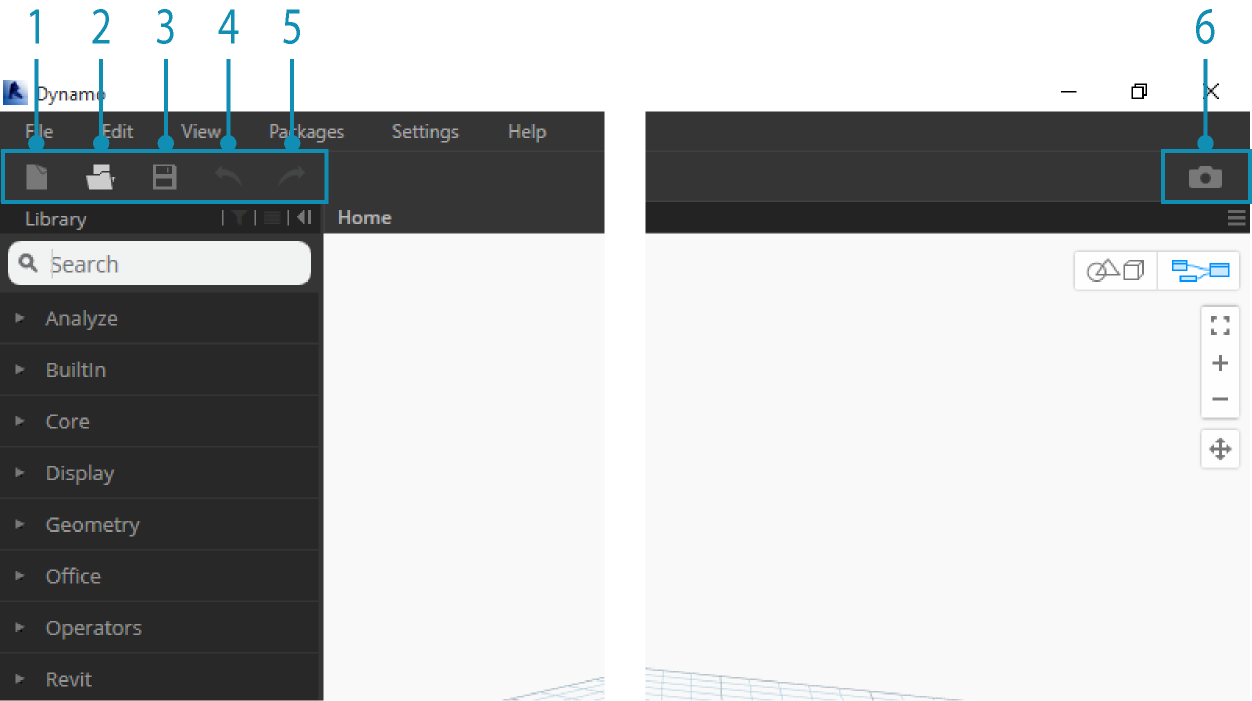 1 2 3 4 5 6
Dynamo
File Edit View Packages Settings Help
Library
Home
Search
Analyze
BuiltIn
Core
Display
Geometry
Office
Operators
Revit